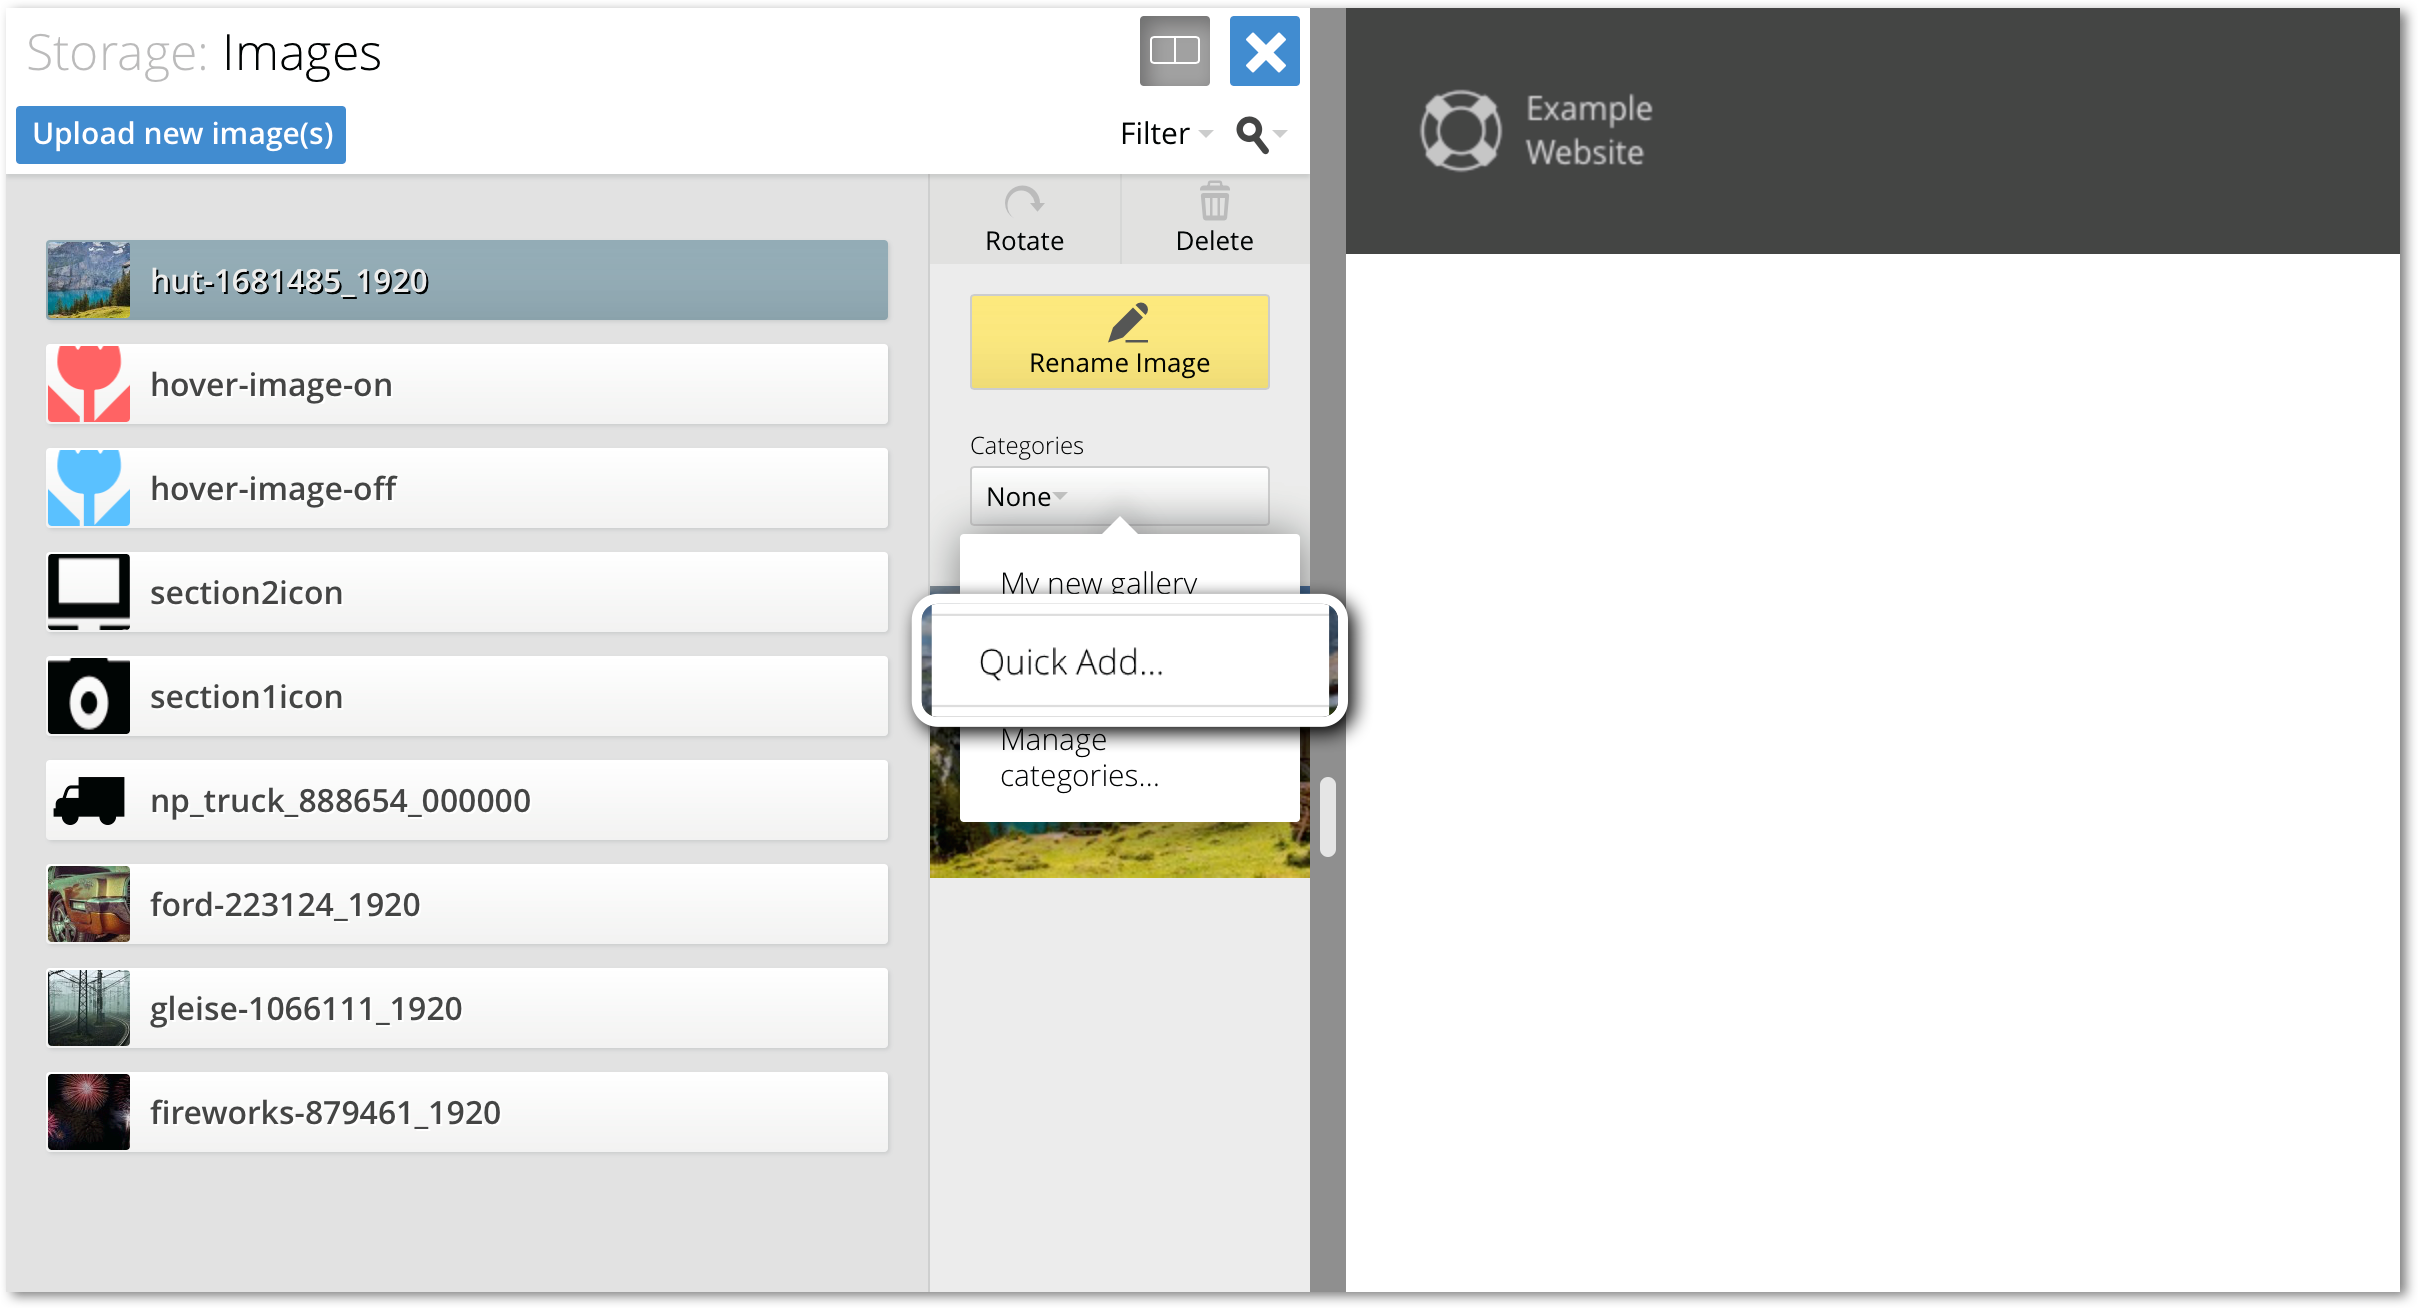 Storage: Images
Upload new image(s)
Filter
Example
Website
Rotate
Delete
hut-1681485_1920
hover-image-on
hover-image-off
section2icon
section1icon
np_truck_888654_000000
ford-223124_1920
gleise-1066111_1920
fireworks-879461_1920
Rename Image
Categories
None
My new gallery
Quick Add...
Manage
categories...